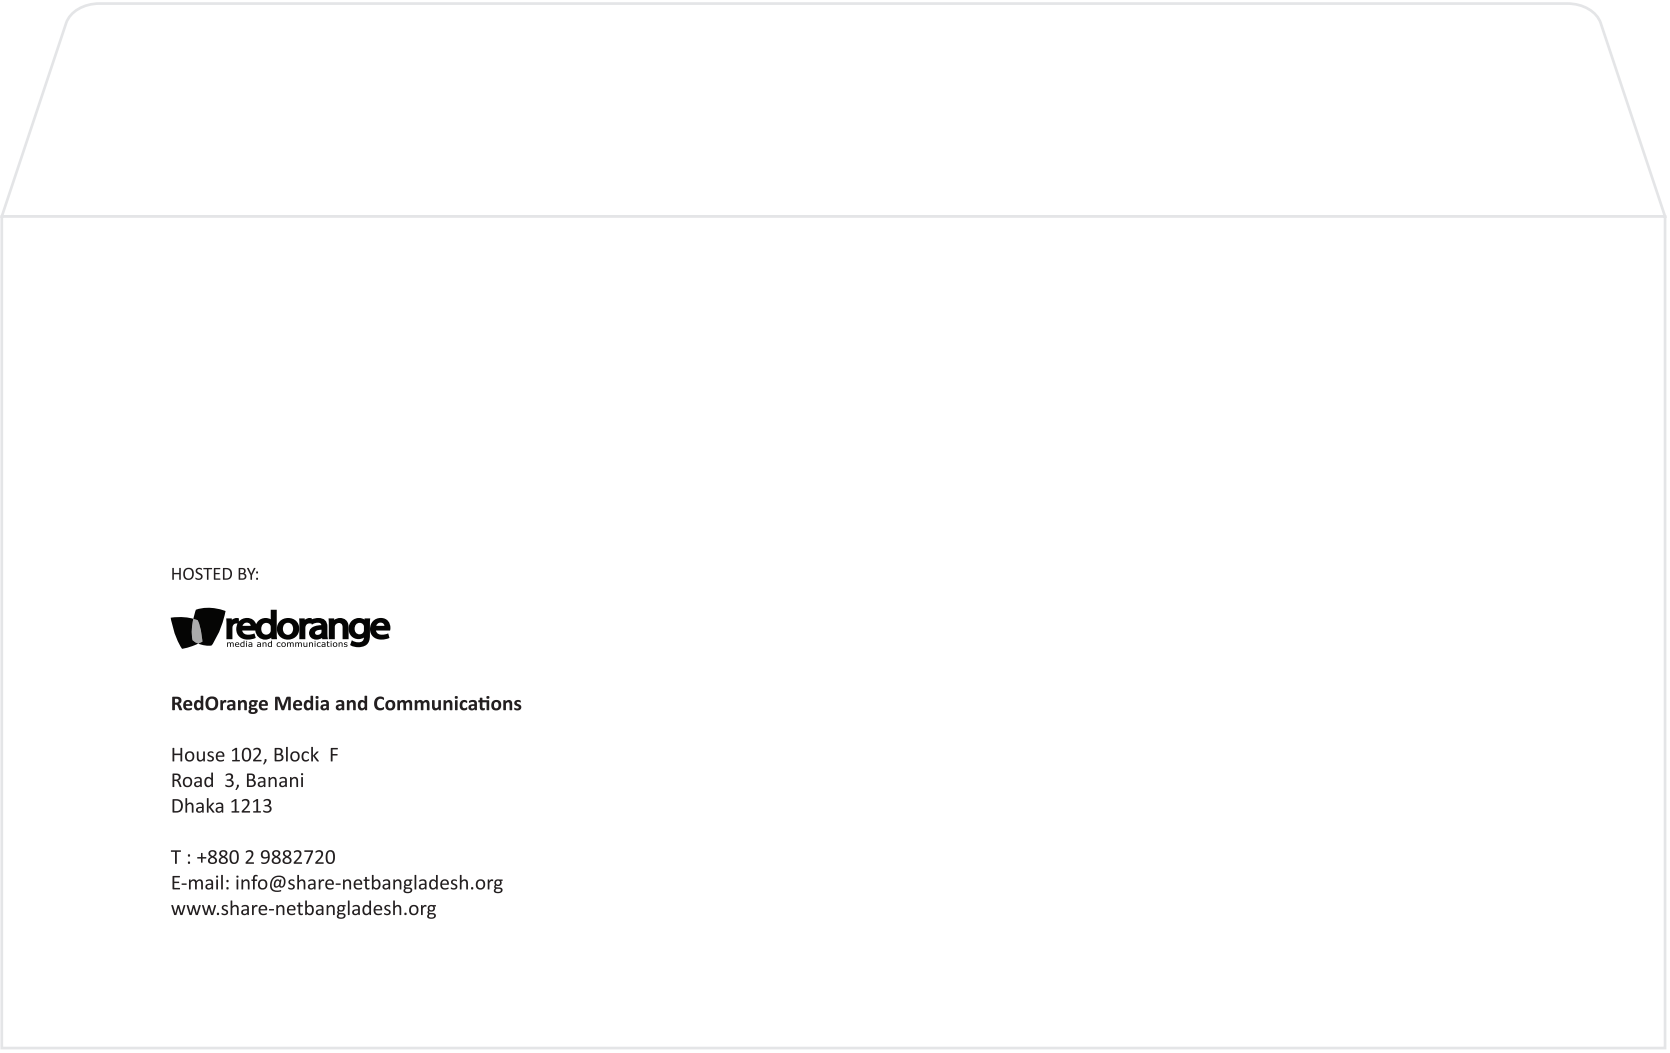 HOSTED BY:
redorange
media and communications
RedOrange Media and Communications
House 102, Block  F
Road  3, Banani
Dhaka 1213
T : +880 2 9882720
E-mail: info@share-netbangladesh.org
www.share-netbangladesh.org